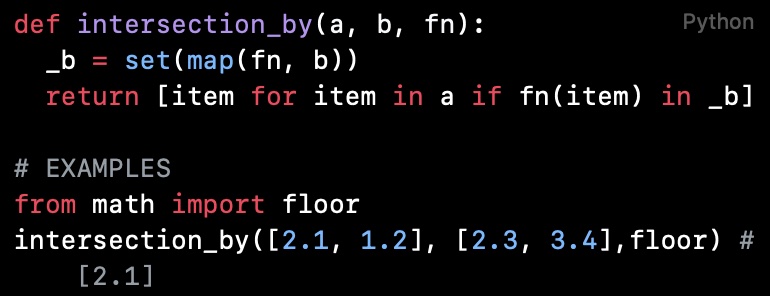 def intersection_by(a, b, fn): Python
  _b = set(map(fn, b))
  return [item for item in a if fn(item) in _b]

# EXAMPLES
from math import floor
intersection_by([2.1, 1.2], [2.3, 3.4],floor) #
    [2.1]